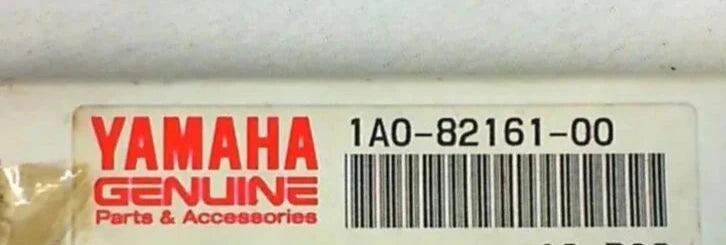 YAMAHA
GENUINE
Parts & Accessories
1A0-82161-00